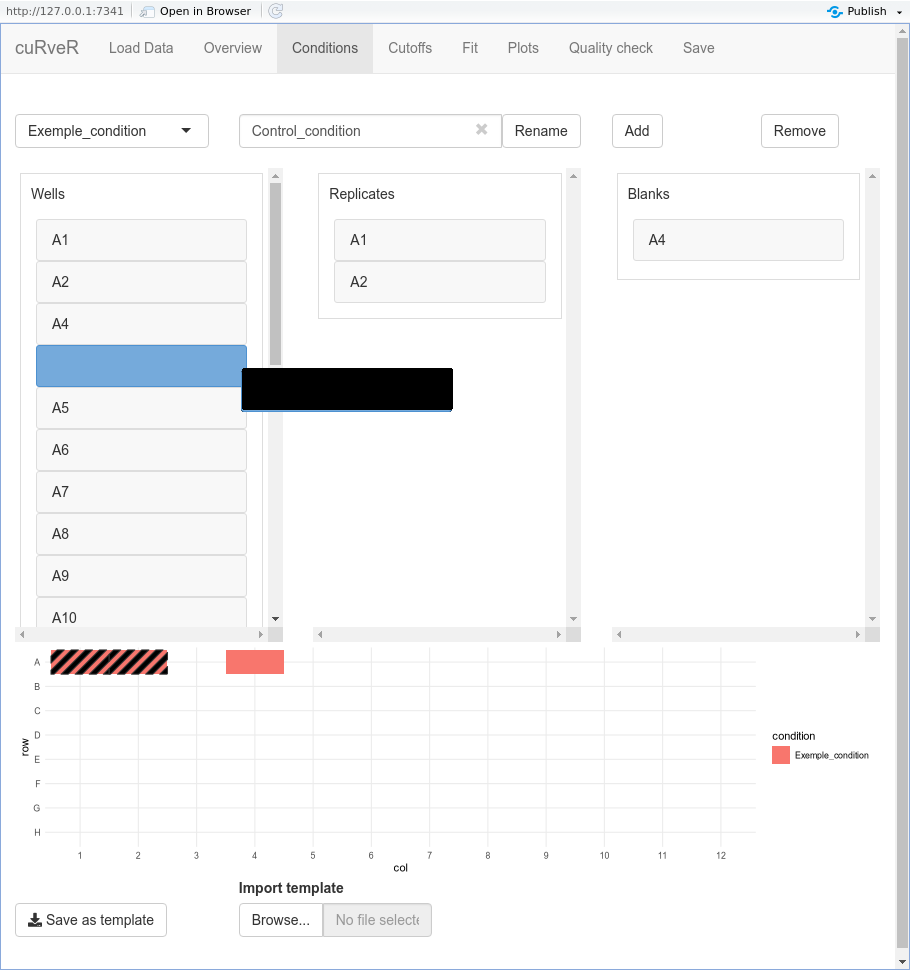 http://127.0.0.1:7341 Open in Browser Publish
cuRveR Load Data Overview Conditions Cutoffs Fit Plots Quality check Save
Exemple_condition Control_condition Rename Add Remove
Wells Replicates Blanks
A1 A1 A4
A2 A2
A4
A5
A6
A7
A8
A9
A10
A
B
C
D
E
F
G
H
row
1 2 3 4 5 6 7 8 9 10 11 12
col
condition
Exemple_condition
Import template
Save as template Browse... No file selecte